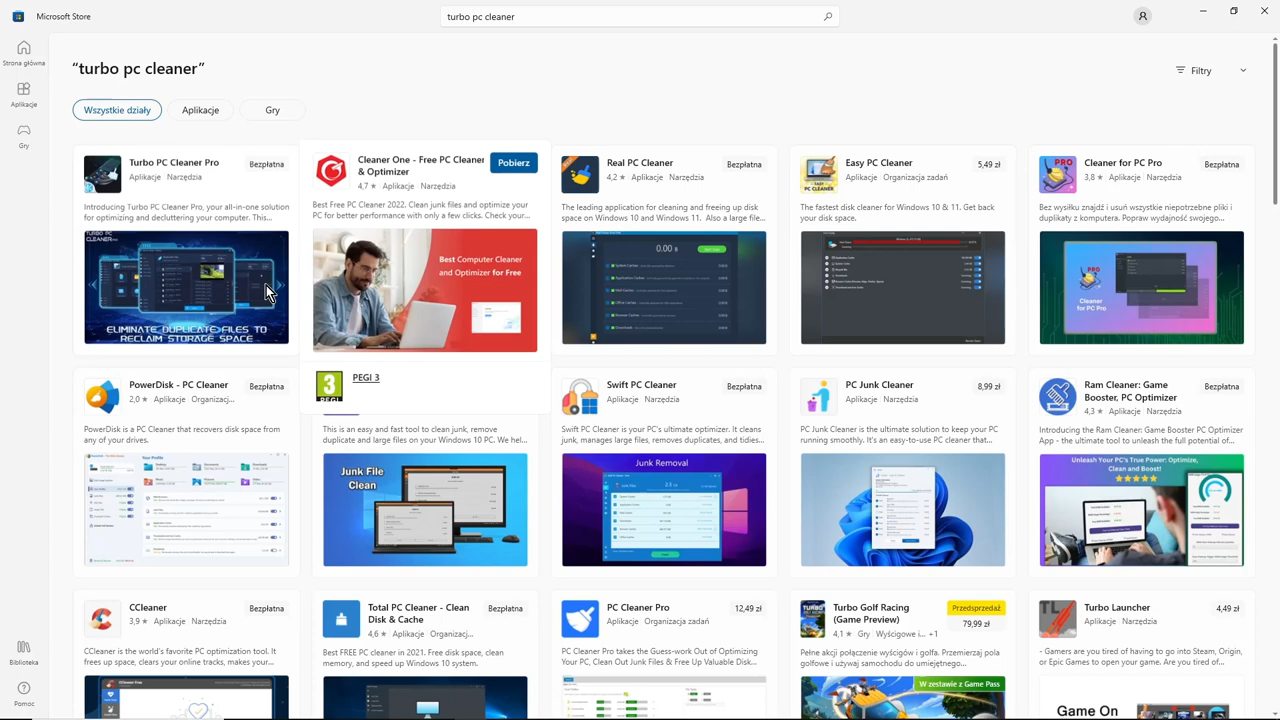 Microsoft Store
turbo pc cleaner
Strona główna
Aplikacje
Gry
Biblioteka
Pomoc
"turbo pc cleaner"
Filtry
Wszystkie działy
Aplikacje
Gry
Turbo PC Cleaner Pro
Bezpłatna
Aplikacje Narzędzia
Introducing Turbo PC Cleaner Pro, your all-in-one solution
for optimizing and decluttering your computer. This...
TURBO PC
CLEANER PRO
ELIMINATE DUPLICATE FILES TO
RECLAIM STORAGE SPACE
Cleaner One - Free PC Cleaner
& Optimizer
Pobierz
4,7 ★ Aplikacje Narzędzia
Best Free PC Cleaner 2022. Clean junk files and optimize your
PC for better performance with only a few clicks. Check your...
Best Computer Cleaner
and Optimizer for Free
3
PEGI
PEGI 3
Real PC Cleaner
Bezpłatna
4,2 ★ Aplikacje Narzędzia
The leading application for cleaning and freeing up disk
space on Windows 10 and Windows 11. Also a large file...
0.00 B
Easy PC Cleaner
5,49 zł
Aplikacje Organizacja zadań
The fastest disk cleaner for Windows 10 & 11. Get back
your disk space.
Cleaner for PC Pro
Bezpłatna
3,8 ★ Aplikacje Narzędzia
Bez wysiłku znajdź i usuń wszystkie niepotrzebne pliki i
duplikaty z komputera. Popraw wydajność swojego...
PRO
Cleaner
for PC Pro
PowerDisk - PC Cleaner
Bezpłatna
2,0 ★ Aplikacje Organizacj...
PowerDisk is a PC Cleaner that recovers disk space from
any of your drives.
This is an easy and fast tool to clean junk, remove
duplicate and large files on your Windows 10 PC. We hel...
Junk File
Clean
Swift PC Cleaner
Bezpłatna
Aplikacje Narzędzia
Swift PC Cleaner is your PC's ultimate optimizer. It cleans
junk, manages large files, removes duplicates, and tidies...
Junk Removal
PC Junk Cleaner
8,99 zł
Aplikacje Narzędzia
PC Junk Cleaner is the ultimate solution to keep your PC
running smoothly. It's an easy-to-use PC cleaner that...
Ram Cleaner: Game
Booster, PC Optimizer
Bezpłatna
4,3 ★ Aplikacje Narzędzia
Introducing the Ram Cleaner: Game Booster PC Optimizer
App - the ultimate tool to unleash the full potential of...
Unleash Your PC's True Power: Optimize,
Clean and Boost!
CCleaner
Bezpłatna
3,9 ★ Aplikacje Narzędzia
CCleaner is the world's favorite PC optimization tool. It
frees up space, clears your online tracks, makes your...
Total PC Cleaner - Clean
Disk & Cache
Bezpłatna
4,6 ★ Aplikacje Organizacj...
Best FREE PC cleaner in 2021. Free disk space, clean
memory, and speed up Windows 10 system.
PC Cleaner Pro
12,49 zł
Aplikacje Organizacja zadań
PC Cleaner Pro takes the Guess-work Out of Optimizing
Your PC, Clean Out Junk Files & Free Up Valuable Disk...
Turbo Golf Racing
(Game Preview)
Przedsprzedaż
79,99 zł
4,1 ★ Gry Wyścigowe i... +1
Pełne akcji połączenie wyścigów i golfa. Przemierzaj pola
golfowe i używaj samochodu do umiejętnego...
W zestawie z Game Pass
Turbo Launcher
4,49 zł
Aplikacje Narzędzia
- Gamers are you tired of having to go into Steam, Origin,
or Epic Games to open your game. Are you tired of...
Game On